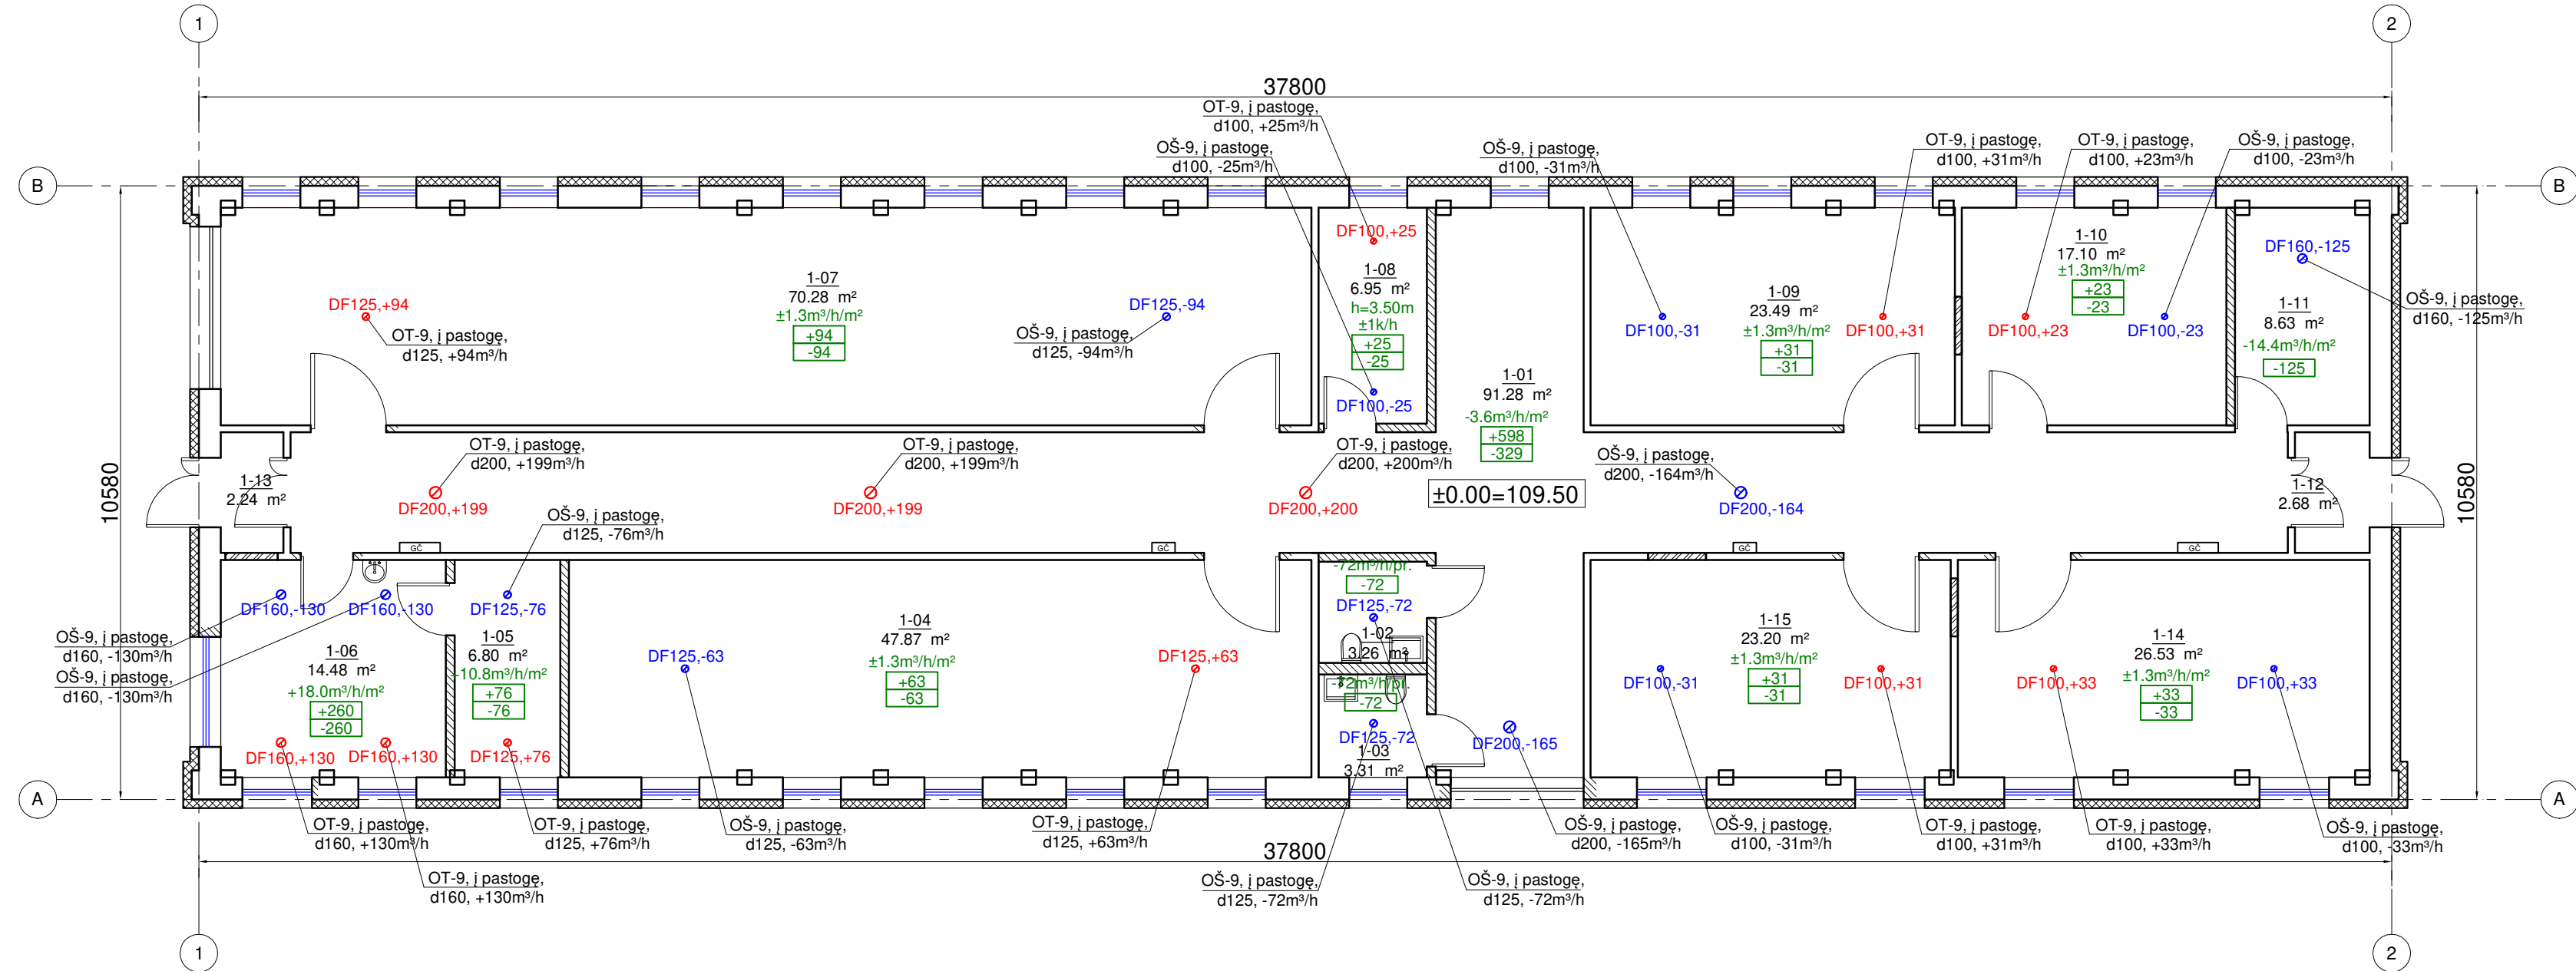 1
2
37800
OT-9, į pastogę,
d100, +25m³/h
OŠ-9, į pastogę,
d100, -25m³/h
OŠ-9, į pastogę,
d100, -31m³/h
OT-9, į pastogę,
d100, +31m³/h
OT-9, į pastogę,
d100, +23m³/h
OŠ-9, į pastogę,
d100, -23m³/h
B
B
DF125,+94
OT-9, į pastogę,
d125, +94m³/h
1-07
70.28 m²
±1.3m³/h/m²
+94
-94
DF125,-94
OŠ-9, į pastogę,
d125, -94m³/h
DF100,+25
1-08
6.95 m²
h=3.50m
±1k/h
+25
-25
DF100,-25
1-01
91.28 m²
-3.6m³/h/m²
+598
-329
DF100,-31
1-09
23.49 m²
±1.3m³/h/m²
+31
-31
DF100,+31
1-10
17.10 m²
±1.3m³/h/m²
+23
-23
DF100,+23
DF100,-23
DF160,-125
1-11
8.63 m²
-14.4m³/h/m²
-125
OŠ-9, į pastogę,
d160, -125m³/h
10580
1-13
2.24 m²
OT-9, į pastogę,
d200, +199m³/h
DF200,+199
OT-9, į pastogę,
d200, +199m³/h
DF200,+199
OT-9, į pastogę,
d200, +200m³/h
DF200,+200
±0.00=109.50
OŠ-9, į pastogę,
d200, -164m³/h
DF200,-164
1-12
2.68 m²
10580
OŠ-9, į pastogę,
d125, -76m³/h
GČ
GČ
GČ
GČ
DF160,-130
DF160,-130
OŠ-9, į pastogę,
d160, -130m³/h
OŠ-9, į pastogę,
d160, -130m³/h
1-06
14.48 m²
+18.0m³/h/m²
+260
-260
DF160,+130
DF160,+130
DF125,-76
1-05
6.80 m²
10.8m³/h/m²
+76
-76
DF125,+76
DF125,-63
1-04
47.87 m²
±1.3m³/h/m²
+63
-63
DF125,+63
-72m³/h/pr.
-72
DF125,-72
1-02
3.26 m²
-72m³/h/pr.
-72
DF125,-72
1-03
3.31 m²
DF200,-165
DF100,-31
1-15
23.20 m²
±1.3m³/h/m²
+31
-31
DF100,+31
DF100,+33
1-14
26.53 m²
±1.3m³/h/m²
+33
-33
DF100,+33
A
A
OT-9, į pastogę,
d160, +130m³/h
OT-9, į pastogę,
d125, +76m³/h
OŠ-9, į pastogę,
d125, -63m³/h
OT-9, į pastogę,
d125, +63m³/h
OŠ-9, į pastogę,
d200, -165m³/h
OŠ-9, į pastogę,
d100, -31m³/h
OT-9, į pastogę,
d100, +31m³/h
OT-9, į pastogę,
d100, +33m³/h
OŠ-9, į pastogę,
d100, -33m³/h
37800
OT-9, į pastogę,
d160, +130m³/h
OŠ-9, į pastogę,
d125, -72m³/h
OŠ-9, į pastogę,
d125, -72m³/h
1
2